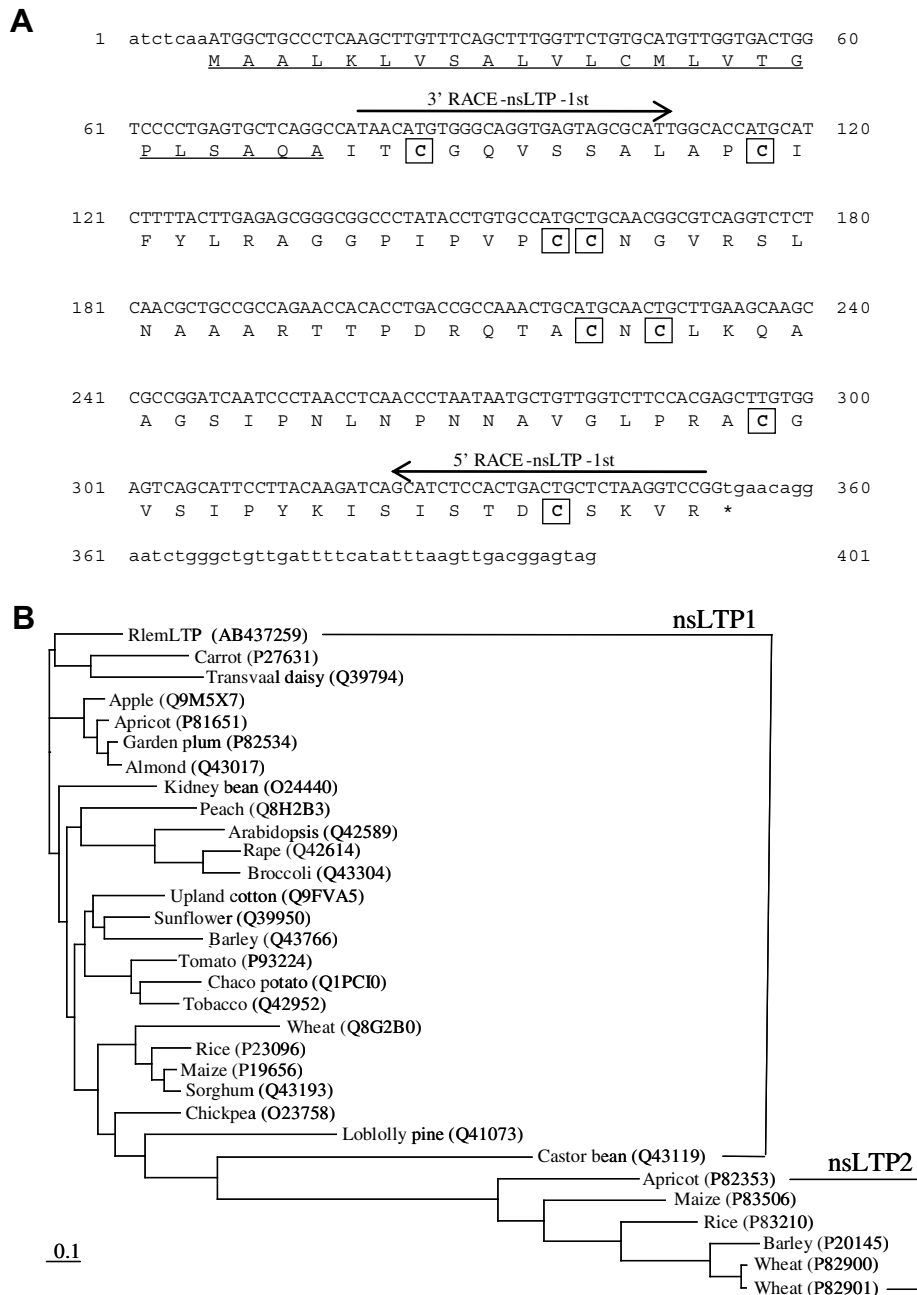 A
1 atctcaaATGGCTGCCCTCAAGCTTGTTTCAGCTTTGGTTCTGTGCATGTTGGTGACTGG 60
M A A L K L V S A L V L C M L V T G
3’ RACE -nsLTP -1st
61 TCCCCTGAGTGCTCAGGCCATAACATGTGGGCAGGTGAGTAGCGCATTGGCACCATGCAT 120
P L S A Q A I T C G Q V S S A L A P C I
121 CTTTTACTTGAGAGCGGGCGGCCCTATACCTGTGCCATGCTGCAACGGCGTCAGGTCTCT 180
F Y L R A G G P I P V P C C N G V R S L
181 CAACGCTGCCGCCAGAACCACACCTGACCGCCAAACTGCATGCAACTGCTTGAAGCAAGC 240
N A A A R T T P D R Q T A C N C L K Q A
241 CGCCGGATCAATCCCTAACCTCAACCCTAATAATGCTGTTGGTCTTCCACGAGCTTGTGG 300
A G S I P N L N P N N A V G L P R A C G
5’ RACE -nsLTP -1st
301 AGTCAGCATTCCTTACAAGATCAGCATCTCCACTGACTGCTCTAAGGTCCGGtgaacagg 360
V S I P Y K I S I S T D C S K V R *
361 aatctgggctgttgattttcatatttaagttgacggagtag 401
B
nsLTP1
RlemLTP (AB437259)
Carrot (P27631)
Transvaal daisy (Q39794)
Apple (Q9M5X7)
Apricot (P81651)
Garden plum (P82534)
Almond (Q43017)
Kidney bean (O24440)
Peach (Q8H2B3)
Arabidopsis (Q42589)
Rape (Q42614)
Broccoli (Q43304)
Upland cotton (Q9FVA5)
Sunflower (Q39950)
Barley (Q43766)
Tomato (P93224)
Chaco potato (Q1PCI0)
Tobacco (Q42952)
Wheat (Q8G2B0)
Rice (P23096)
Maize (P19656)
Sorghum (Q43193)
Chickpea (O23758)
Loblolly pine (Q41073)
Castor bean (Q43119)
nsLTP2
Apricot (P82353)
Maize (P83506)
Rice (P83210)
Barley (P20145)
Wheat (P82900)
Wheat (P82901)
0.1